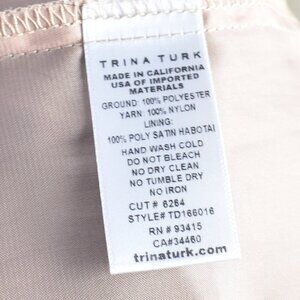 TRINA TURK
MADE IN CALIFORNIA
USA OF IMPORTED
MATERIALS
GROUND: 100% POLYESTER
YARN: 100% NYLON
LINING:
100% POLY SATIN HABOTAI
HAND WASH COLD
DO NOT BLEACH
NO DRY CLEAN
NO TUMBLE DRY
NO IRON
CUT # 6264
STYLE# TD166016
RN # 93415
CA#34460
trinaturk.com